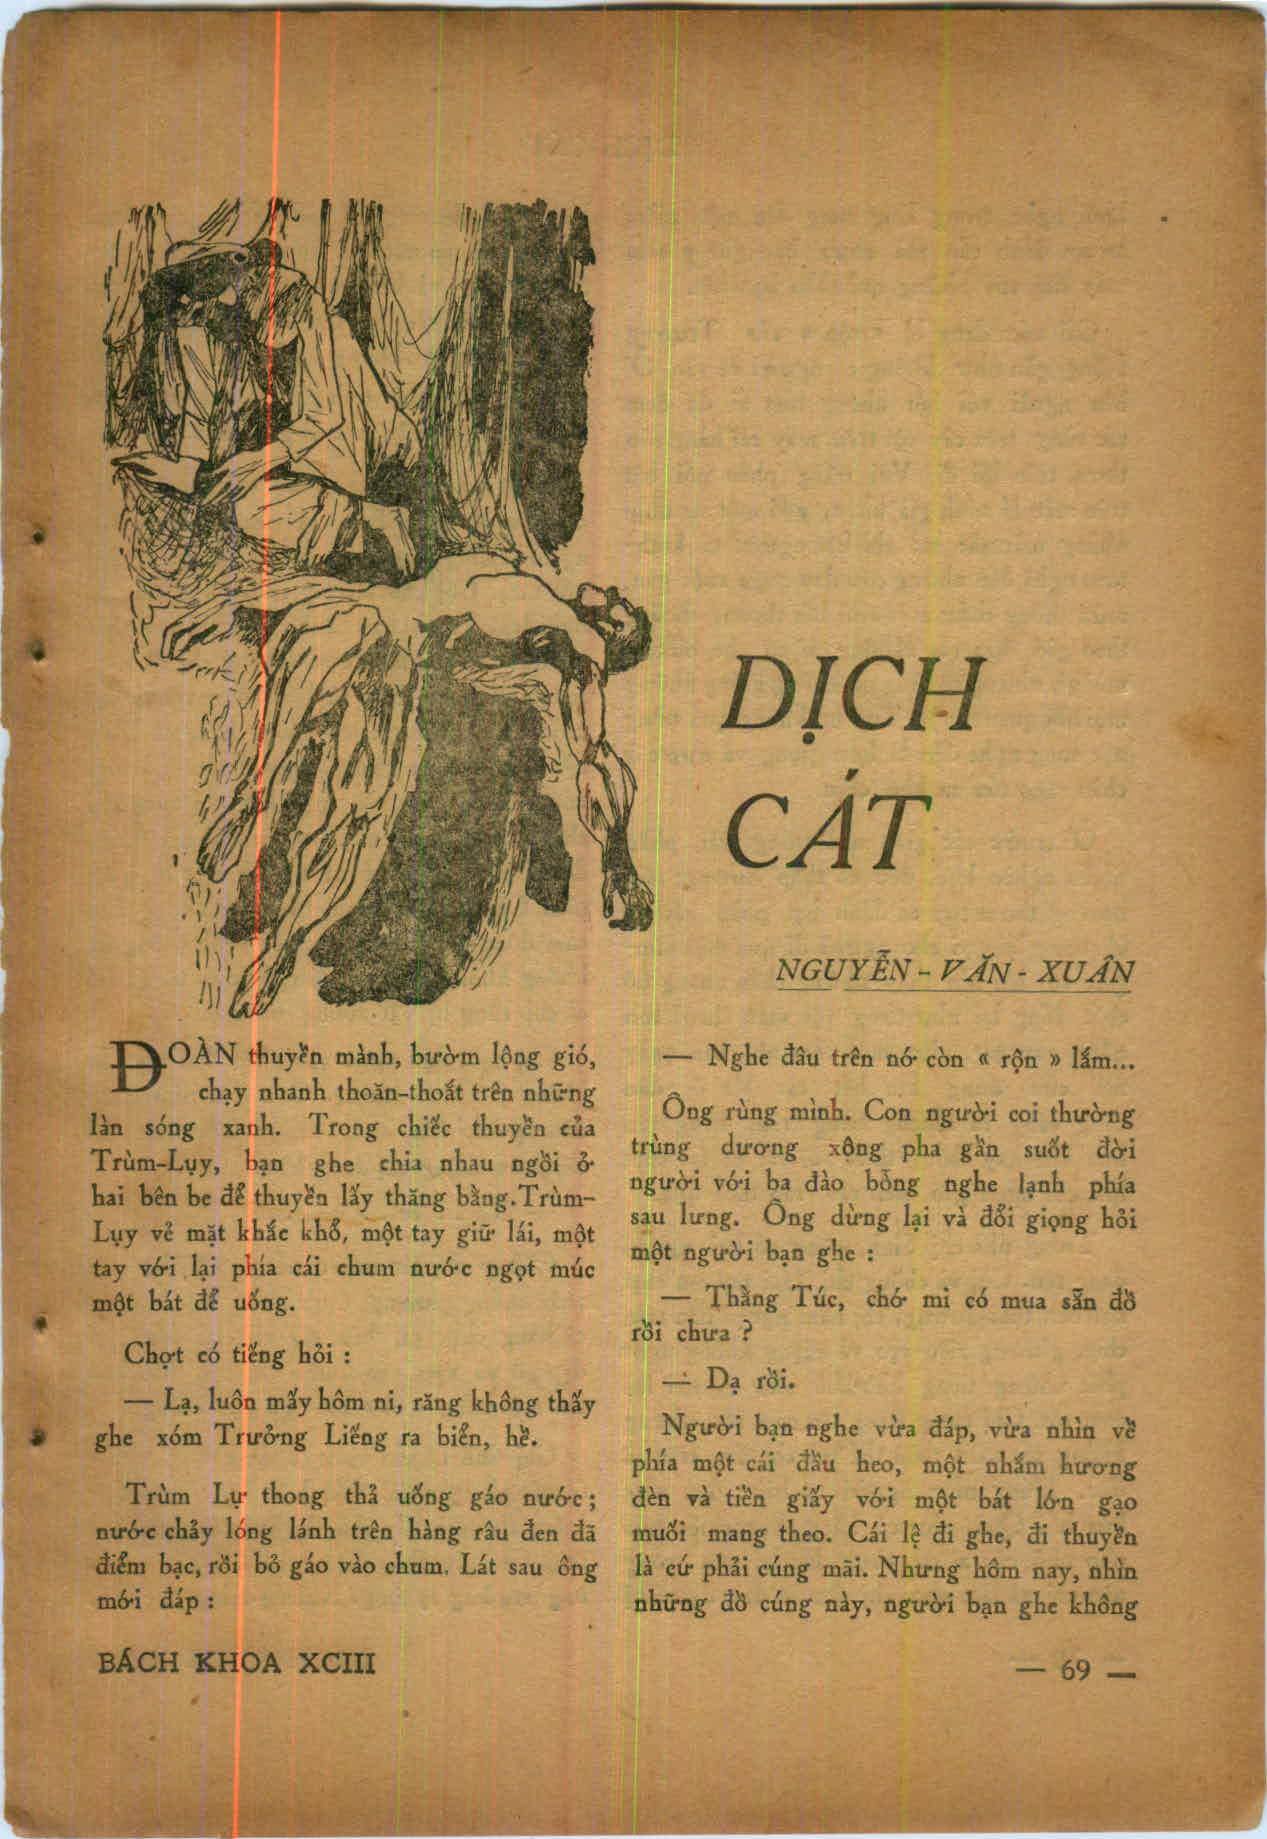 DỊCH
CÁT
NGUYỄN - VĂN - XUÂN
ĐOÀN thuyền mành, bườm lộng gió,
chạy nhanh thoăn-thoắt trên những
làn sóng xanh. Trong chiếc thuyền của
Trùm-Lụy, bạn ghe chia nhau ngồi ở
hai bên be để thuyền lấy thăng bằng.Trùm-
Lụy vẻ mặt khắc khổ, một tay giữ lái, một
tay với lại phía cái chum nước ngọt múc
một bát để uống.
Chợt có tiếng hỏi :
— Lạ, luôn mấy hôm ni, răng không thấy
ghe xóm Trưởng Liếng ra biển, hề.
Trùm Lự thong thả uống gáo nước ;
nước chảy lóng lánh trên hàng râu đen đã
điểm bạc, rồi bỏ gáo vào chum. Lát sau ông
mới đáp :
— Nghe đâu trên nớ còn « rộn » lắm...
Ông rùng mình. Con người coi thường
trùng dương xộng pha gần suốt đời
người với ba đào bỗng nghe lạnh phía
sau lưng. Ông dừng lại và đổi giọng hỏi
một người bạn ghe :
— Thằng Túc, chớ mi có mua sẵn đồ
rồi chưa ?
— Dạ rồi.
Người bạn nghe vừa đáp, vừa nhìn về
phía một cái đầu heo, một nhắm hương
đèn và tiền giấy với một bát lớn gạo
muối mang theo. Cái lệ đi ghe, đi thuyền
là cứ phải cúng mãi. Nhưng hôm nay, nhìn
những đồ cúng này, người bạn ghe không
BÁCH KHOA XCIII
— 69 —